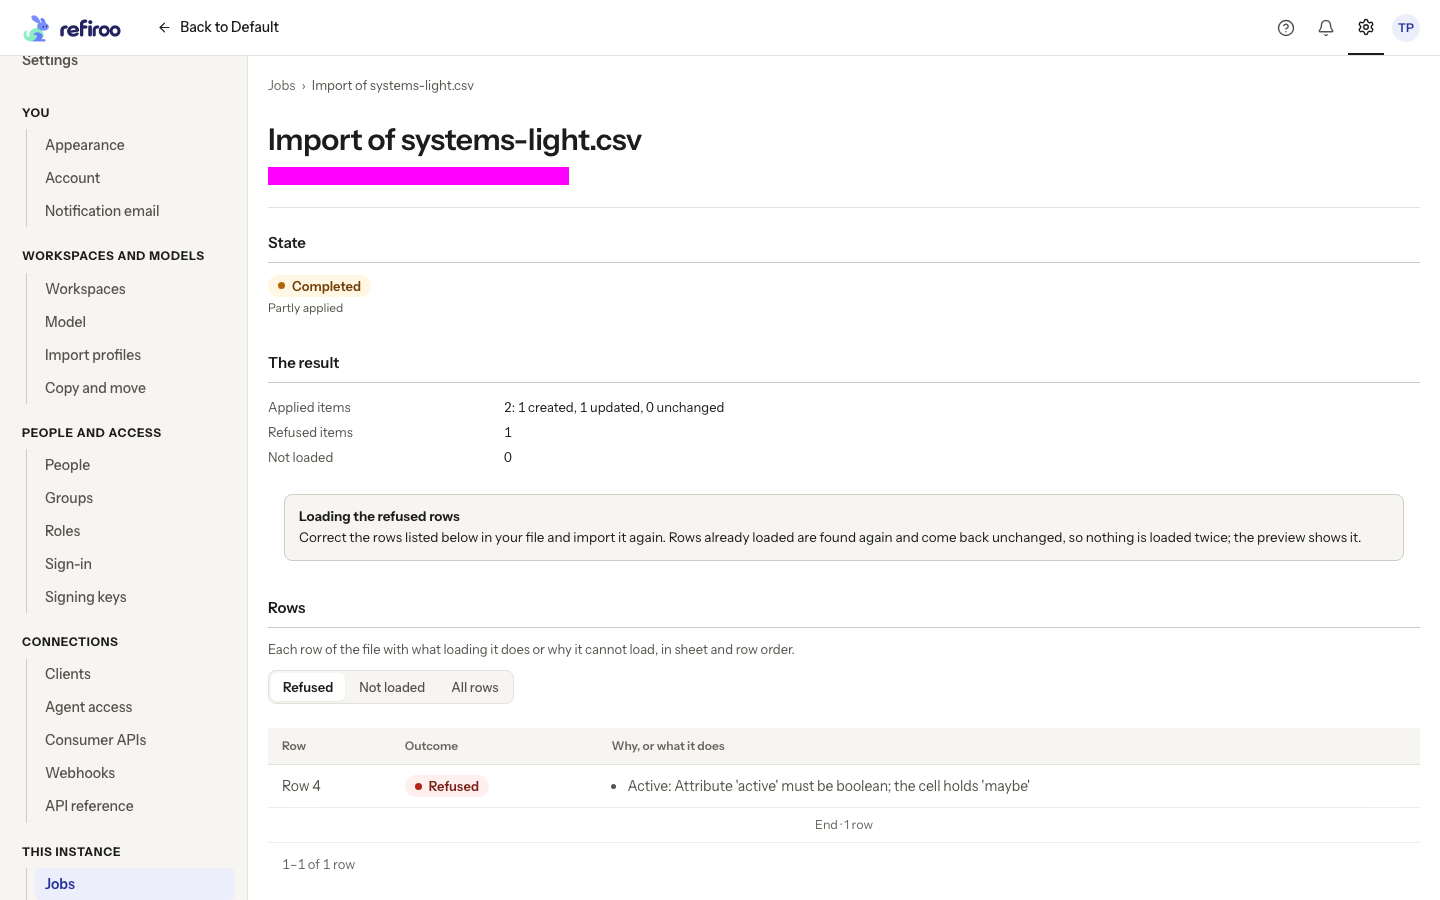 refiroo
Back to Default
TP
Settings
YOU
Appearance
Account
Notification email
WORKSPACES AND MODELS
Workspaces
Model
Import profiles
Copy and move
PEOPLE AND ACCESS
People
Groups
Roles
Sign-in
Signing keys
CONNECTIONS
Clients
Agent access
Consumer APIs
Webhooks
API reference
THIS INSTANCE
Jobs
Jobs › Import of systems-light.csv
Import of systems-light.csv
State
Completed
Partly applied
The result
Applied items 2: 1 created, 1 updated, 0 unchanged
Refused items 1
Not loaded 0
Loading the refused rows
Correct the rows listed below in your file and import it again. Rows already loaded are found again and come back unchanged, so nothing is loaded twice; the preview shows it.
Rows
Each row of the file with what loading it does or why it cannot load, in sheet and row order.
Refused Not loaded All rows
Row Outcome Why, or what it does
Row 4 Refused • Active: Attribute 'active' must be boolean; the cell holds 'maybe'
End · 1 row
1–1 of 1 row